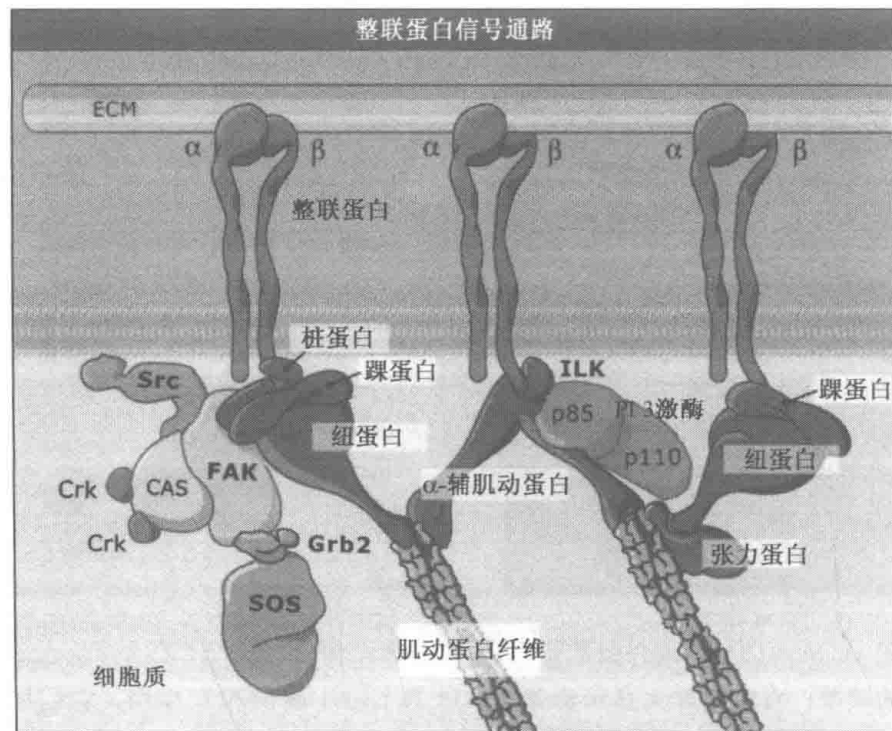 整联蛋白信号通路
ECM
α β α β α β
整联蛋白
桩蛋白
Src
踝蛋白
ILK
踝蛋白
p85 PI 3激酶
纽蛋白
纽蛋白
FAK
p110
CAS
Crk
α-辅肌动蛋白
Crk
Grb2
张力蛋白
SOS
肌动蛋白纤维
细胞质